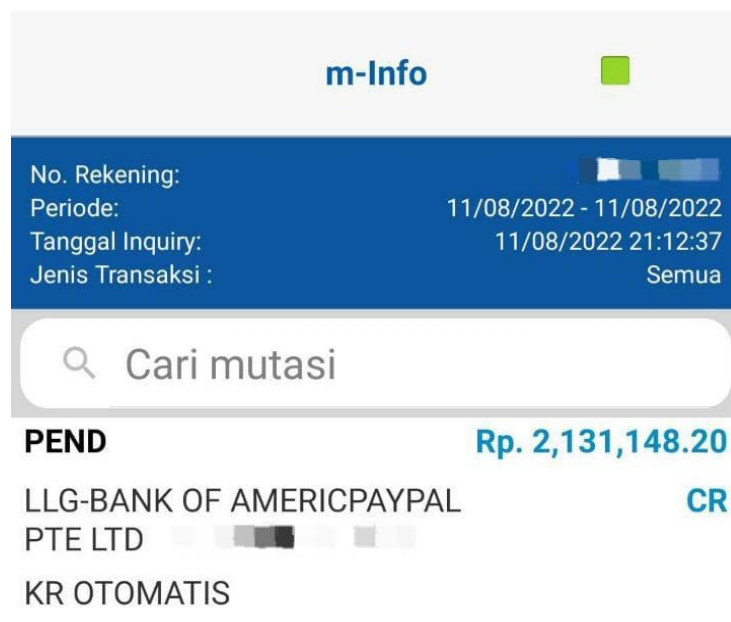 m-Info
No. Rekening:
Periode: 11/08/2022 - 11/08/2022
Tanggal Inquiry: 11/08/2022 21:12:37
Jenis Transaksi : Semua
Cari mutasi
PEND Rp. 2,131,148.20
LLG-BANK OF AMERICPAYPAL CR
PTE LTD
KR OTOMATIS